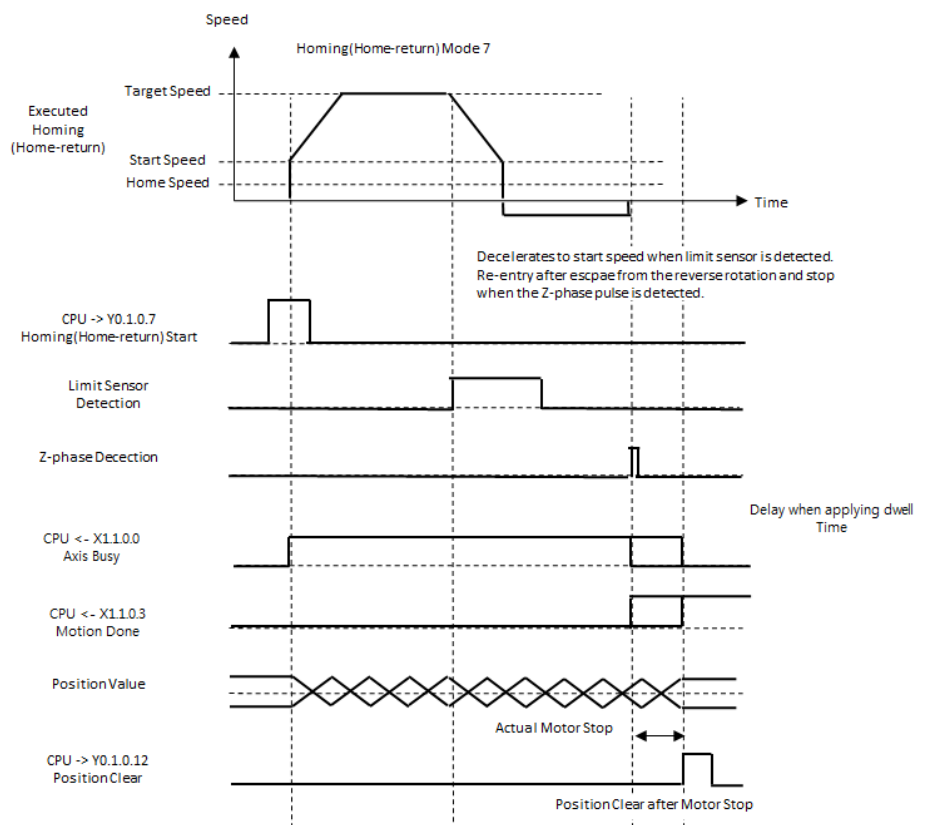 Speed
Homing(Home-return) Mode 7
Target Speed
Executed
Homing
(Home-return)
Start Speed
Home Speed
Time
Decelerates to start speed when limit sensor is detected.
Re-entry after escpae from the reverse rotation and stop
when the Z-phase pulse is detected.
CPU -> Y0.1.0.7
Homing(Home-return) Start
Limit Sensor
Detection
Z-phase Decection
Delay when applying dwell
Time
CPU <- X1.1.0.0
Axis Busy
CPU <- X1.1.0.3
Motion Done
Position Value
Actual Motor Stop
CPU -> Y0.1.0.12
Position Clear
Position Clear after Motor Stop